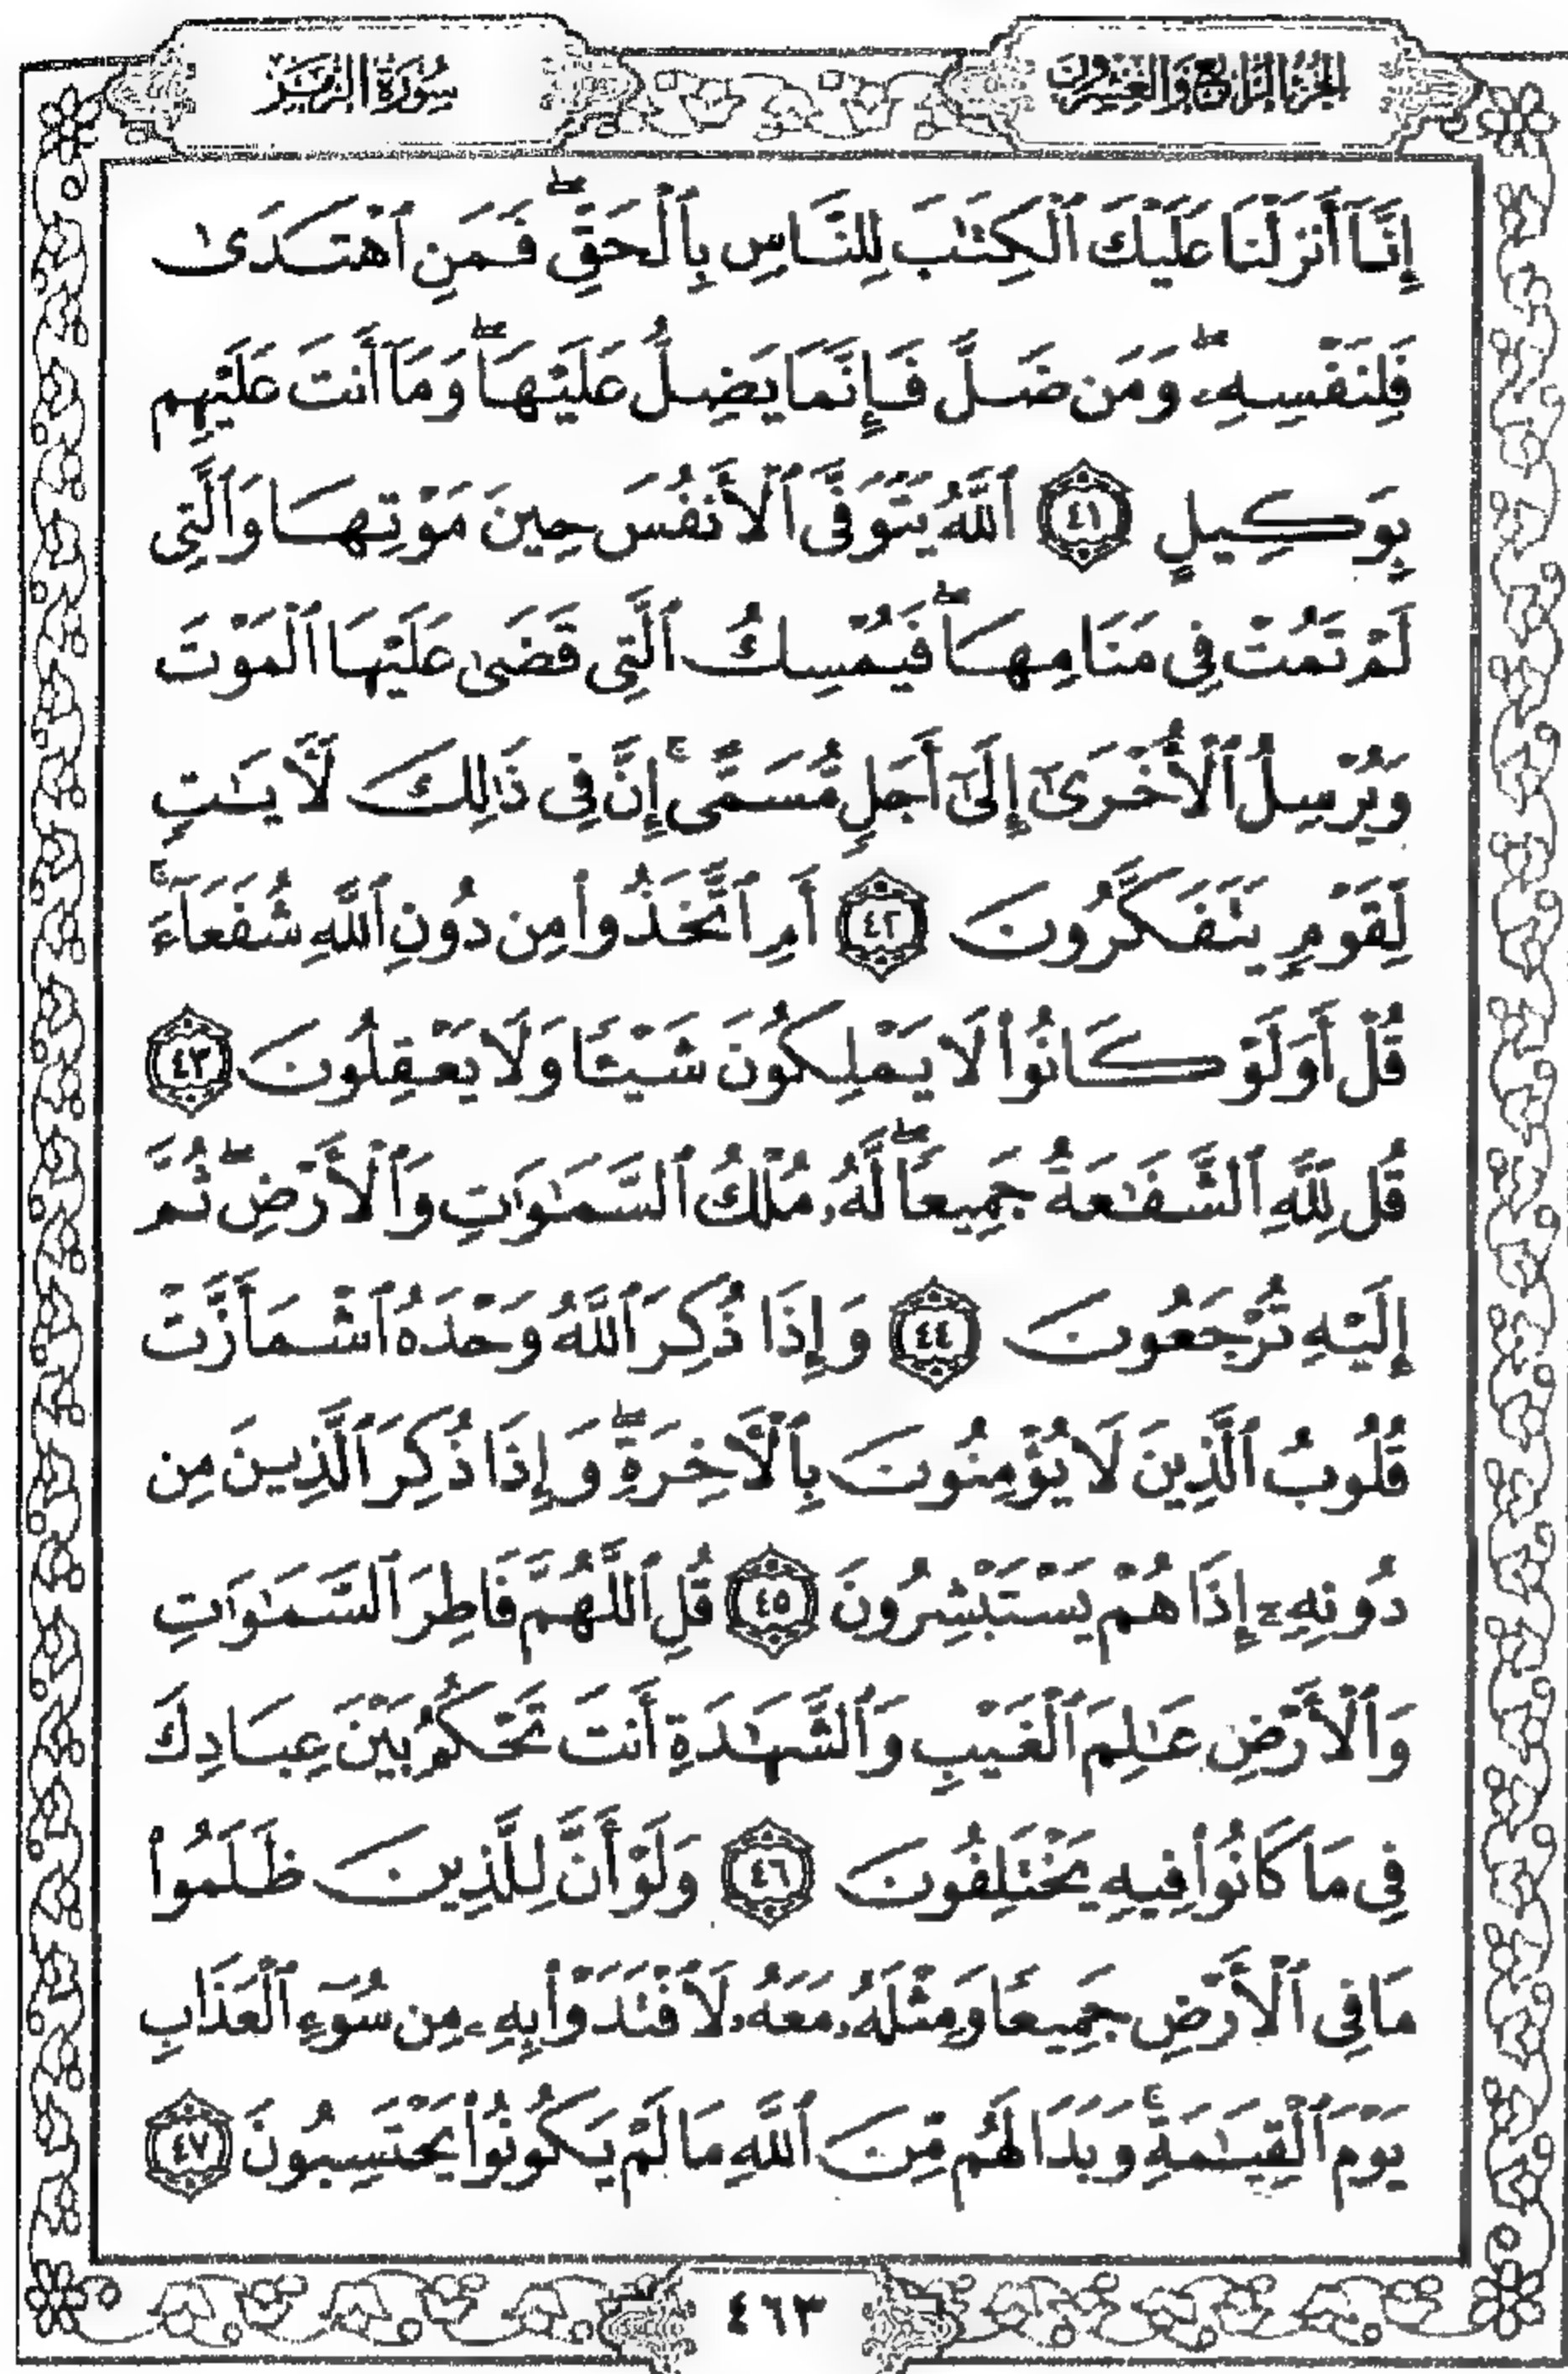 الجزء الرابع والعشرون
سورة الزمر
إِنَّآ أَنزَلْنَا عَلَيْكَ ٱلْكِتَٰبَ لِلنَّاسِ بِٱلْحَقِّۖ فَمَنِ ٱهْتَدَىٰ
فَلِنَفْسِهِۦۖ وَمَن ضَلَّ فَإِنَّمَا يَضِلُّ عَلَيْهَاۖ وَمَآ أَنتَ عَلَيْهِم
بِوَكِيلٍ ٤١ ٱللَّهُ يَتَوَفَّى ٱلْأَنفُسَ حِينَ مَوْتِهَا وَٱلَّتِى
لَمْ تَمُتْ فِى مَنَامِهَاۖ فَيُمْسِكُ ٱلَّتِى قَضَىٰ عَلَيْهَا ٱلْمَوْتَ
وَيُرْسِلُ ٱلْأُخْرَىٰٓ إِلَىٰٓ أَجَلٍ مُّسَمًّىۚ إِنَّ فِى ذَٰلِكَ لَءَايَٰتٍ
لِّقَوْمٍ يَتَفَكَّرُونَ ٤٢ أَمِ ٱتَّخَذُوا۟ مِن دُونِ ٱللَّهِ شُفَعَآءَۚ
قُلْ أَوَلَوْ كَانُوا۟ لَا يَمْلِكُونَ شَيْـًٔا وَلَا يَعْقِلُونَ ٤٣
قُل لِّلَّهِ ٱلشَّفَٰعَةُ جَمِيعًاۖ لَّهُۥ مُلْكُ ٱلسَّمَٰوَٰتِ وَٱلْأَرْضِۖ ثُمَّ
إِلَيْهِ تُرْجَعُونَ ٤٤ وَإِذَا ذُكِرَ ٱللَّهُ وَحْدَهُ ٱشْمَأَزَّتْ
قُلُوبُ ٱلَّذِينَ لَا يُؤْمِنُونَ بِٱلْءَاخِرَةِۖ وَإِذَا ذُكِرَ ٱلَّذِينَ مِن
دُونِهِۦٓ إِذَا هُمْ يَسْتَبْشِرُونَ ٤٥ قُلِ ٱللَّهُمَّ فَاطِرَ ٱلسَّمَٰوَٰتِ
وَٱلْأَرْضِ عَٰلِمَ ٱلْغَيْبِ وَٱلشَّهَٰدَةِ أَنتَ تَحْكُمُ بَيْنَ عِبَادِكَ
فِى مَا كَانُوا۟ فِيهِ يَخْتَلِفُونَ ٤٦ وَلَوْ أَنَّ لِلَّذِينَ ظَلَمُوا۟
مَا فِى ٱلْأَرْضِ جَمِيعًا وَمِثْلَهُۥ مَعَهُۥ لَٱفْتَدَوْا۟ بِهِۦ مِن سُوٓءِ ٱلْعَذَابِ
يَوْمَ ٱلْقِيَٰمَةِۚ وَبَدَا لَهُم مِّنَ ٱللَّهِ مَا لَمْ يَكُونُوا۟ يَحْتَسِبُونَ ٤٧
٤٦٣